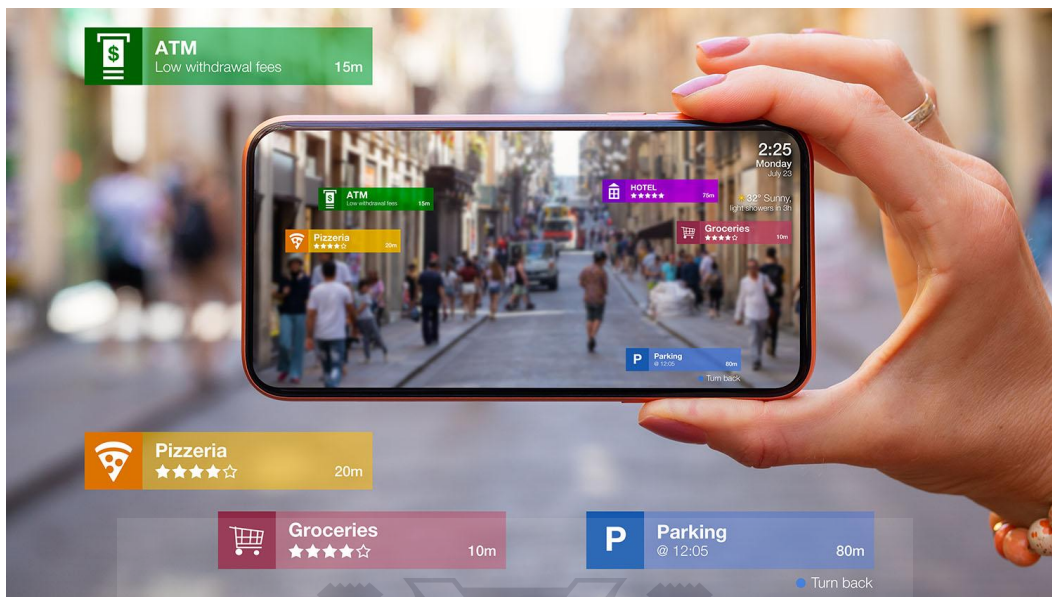 $
ATM
Low withdrawal fees 15m
2:25
Monday
July 23
32° Sunny,
light showers in 3h
$
ATM
Low withdrawal fees 15m
HOTEL
★★★★★ 75m
Pizzeria
★★★★☆ 20m
Groceries
★★★★☆ 10m
P
Parking
@ 12:05 80m
Turn back
Pizzeria
★★★★☆ 20m
Groceries
★★★★☆ 10m
P
Parking
@ 12:05 80m
Turn back